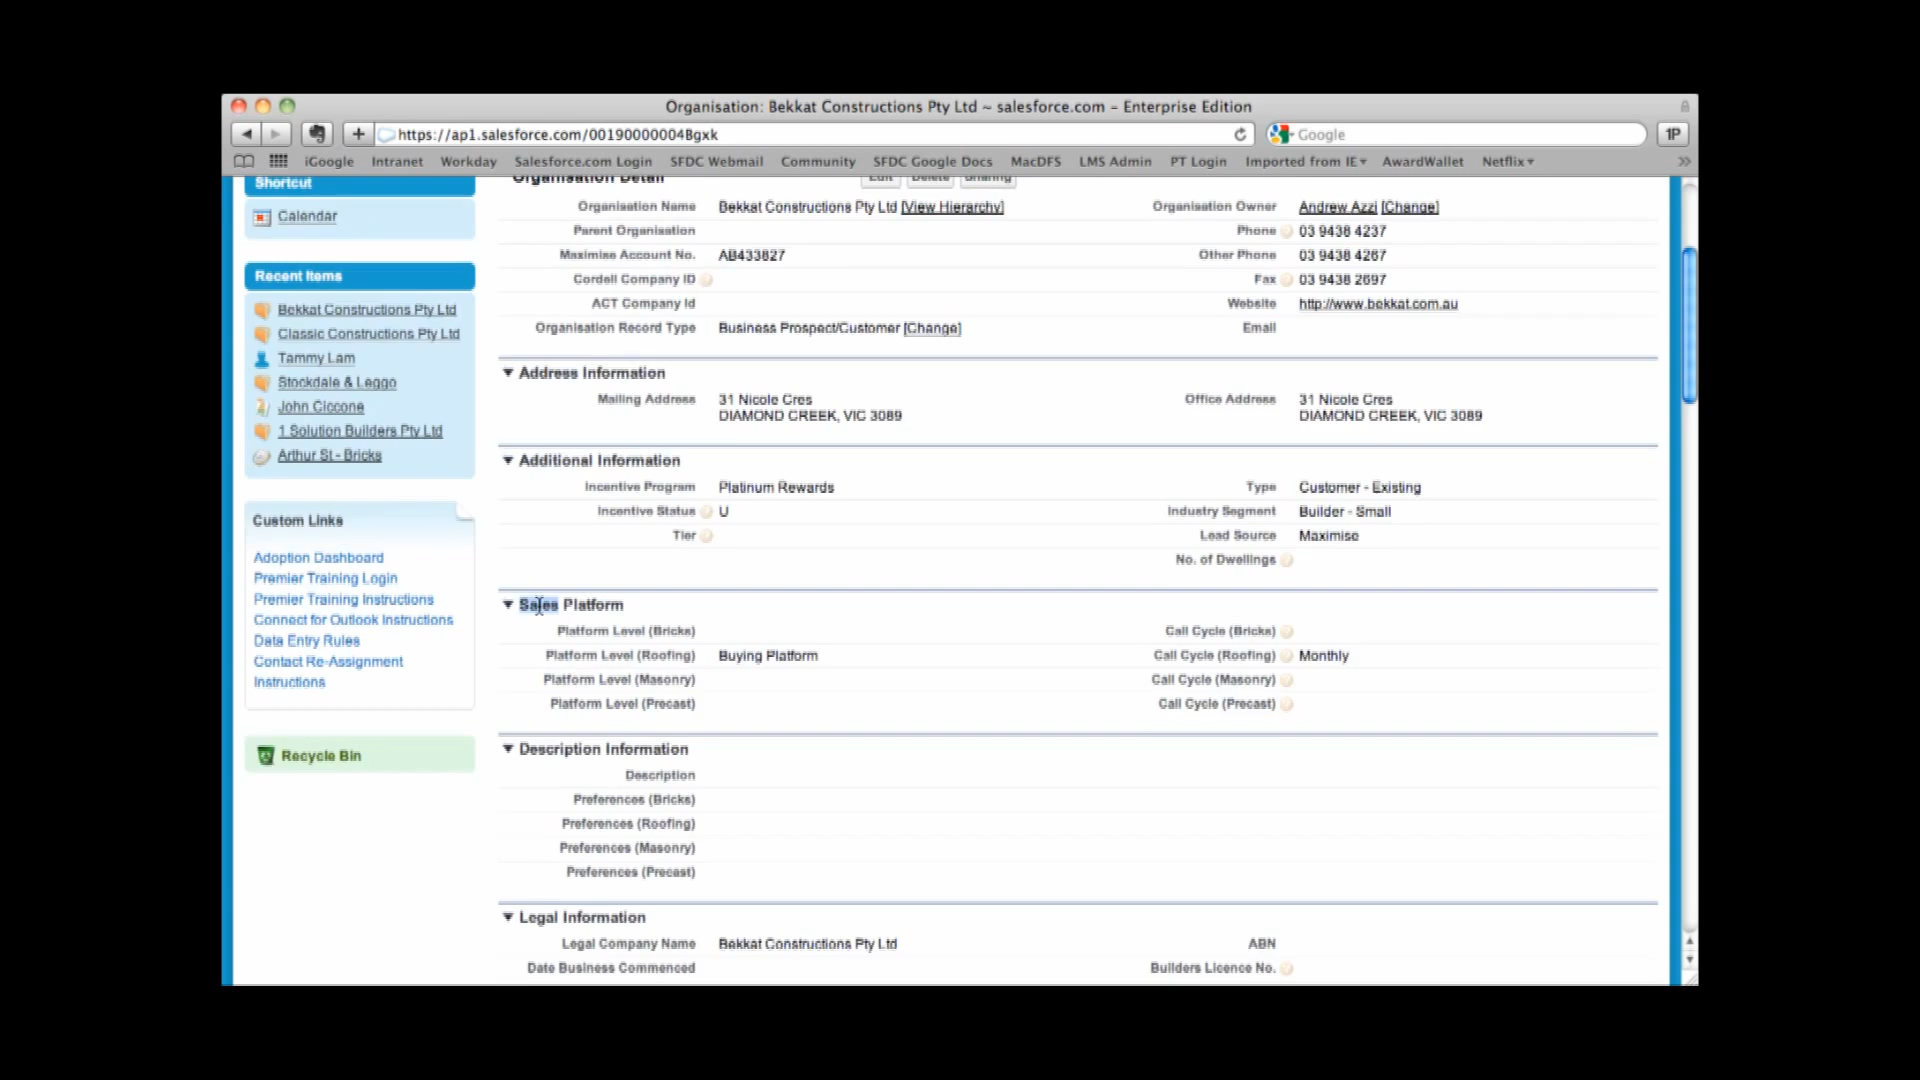 Organisation: Bekkat Constructions Pty Ltd ~ salesforce.com – Enterprise Edition
https://ap1.salesforce.com/00190000004Bgxk
Google
1P
iGoogle Intranet Workday Salesforce.com Login SFDC Webmail Community SFDC Google Docs MacDFS LMS Admin PT Login Imported from IE▾ AwardWallet Netflix▾ »
Shortcut
Calendar
Recent Items
Bekkat Constructions Pty Ltd
Classic Constructions Pty Ltd
Tammy Lam
Stockdale & Leggo
John Ciccone
1 Solution Builders Pty Ltd
Arthur St - Bricks
Custom Links
Adoption Dashboard
Premier Training Login
Premier Training Instructions
Connect for Outlook Instructions
Data Entry Rules
Contact Re-Assignment
Instructions
Recycle Bin
Organisation Detail Edit Delete Sharing
Organisation Name Bekkat Constructions Pty Ltd [View Hierarchy] Organisation Owner Andrew Azzi [Change]
Parent Organisation Phone 03 9438 4237
Maximise Account No. AB433827 Other Phone 03 9438 4267
Cordell Company ID Fax 03 9438 2697
ACT Company Id Website http://www.bekkat.com.au
Organisation Record Type Business Prospect/Customer [Change] Email
Address Information
Mailing Address 31 Nicole Cres Office Address 31 Nicole Cres
DIAMOND CREEK, VIC 3089 DIAMOND CREEK, VIC 3089
Additional Information
Incentive Program Platinum Rewards Type Customer - Existing
Incentive Status U Industry Segment Builder - Small
Tier Lead Source Maximise
No. of Dwellings
Sales Platform
Platform Level (Bricks) Call Cycle (Bricks)
Platform Level (Roofing) Buying Platform Call Cycle (Roofing) Monthly
Platform Level (Masonry) Call Cycle (Masonry)
Platform Level (Precast) Call Cycle (Precast)
Description Information
Description
Preferences (Bricks)
Preferences (Roofing)
Preferences (Masonry)
Preferences (Precast)
Legal Information
Legal Company Name Bekkat Constructions Pty Ltd ABN
Date Business Commenced Builders Licence No.